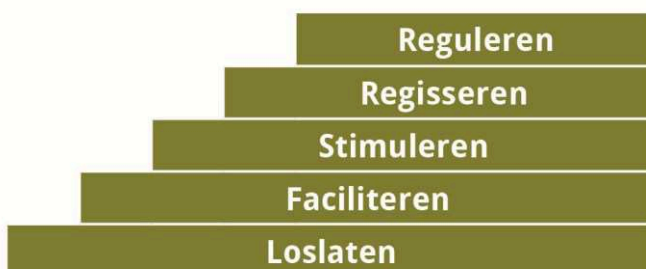 Reguleren
Regisseren
Stimuleren
Faciliteren
Loslaten